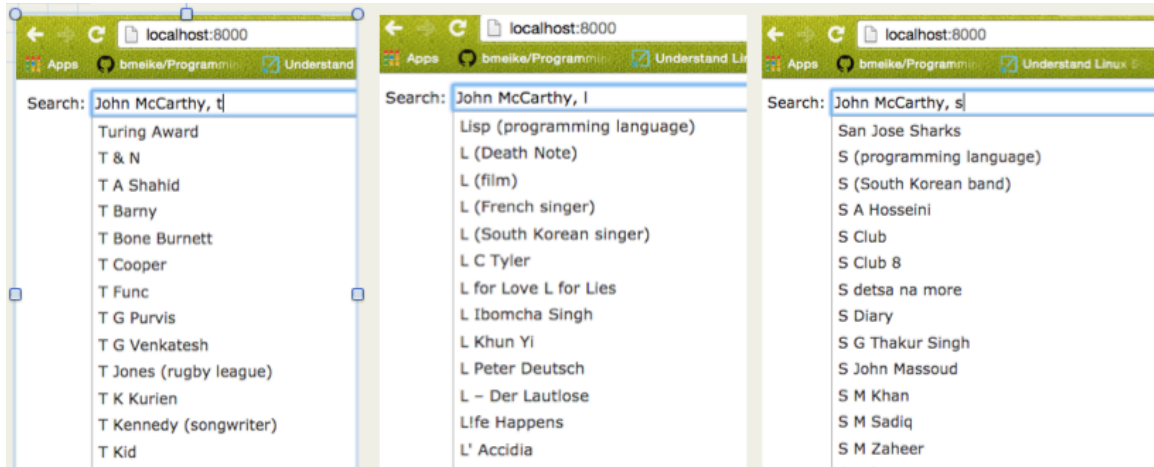 localhost:8000
Apps bmeike/Programmin Understand
Search: John McCarthy, t
Turing Award
T & N
T A Shahid
T Barny
T Bone Burnett
T Cooper
T Func
T G Purvis
T G Venkatesh
T Jones (rugby league)
T K Kurien
T Kennedy (songwriter)
T Kid
localhost:8000
Apps bmeike/Programmin Understand Li
Search: John McCarthy, l
Lisp (programming language)
L (Death Note)
L (film)
L (French singer)
L (South Korean singer)
L C Tyler
L for Love L for Lies
L Ibomcha Singh
L Khun Yi
L Peter Deutsch
L – Der Lautlose
L!fe Happens
L' Accidia
localhost:8000
Apps bmeike/Programmin Understand Linux
Search: John McCarthy, s
San Jose Sharks
S (programming language)
S (South Korean band)
S A Hosseini
S Club
S Club 8
S detsa na more
S Diary
S G Thakur Singh
S John Massoud
S M Khan
S M Sadiq
S M Zaheer